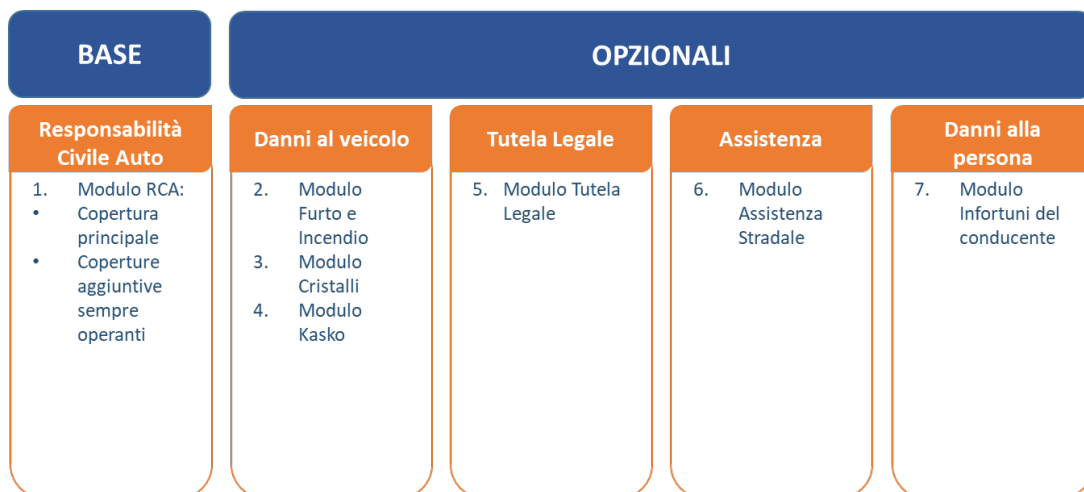 BASE
OPZIONALI
Responsabilità
Civile Auto
1. Modulo RCA:
• Copertura
principale
• Coperture
aggiuntive
sempre
operanti
Danni al veicolo
2. Modulo
Furto e
Incendio
3. Modulo
Cristalli
4. Modulo
Kasko
Tutela Legale
5. Modulo Tutela
Legale
Assistenza
6. Modulo
Assistenza
Stradale
Danni alla
persona
7. Modulo
Infortuni del
conducente